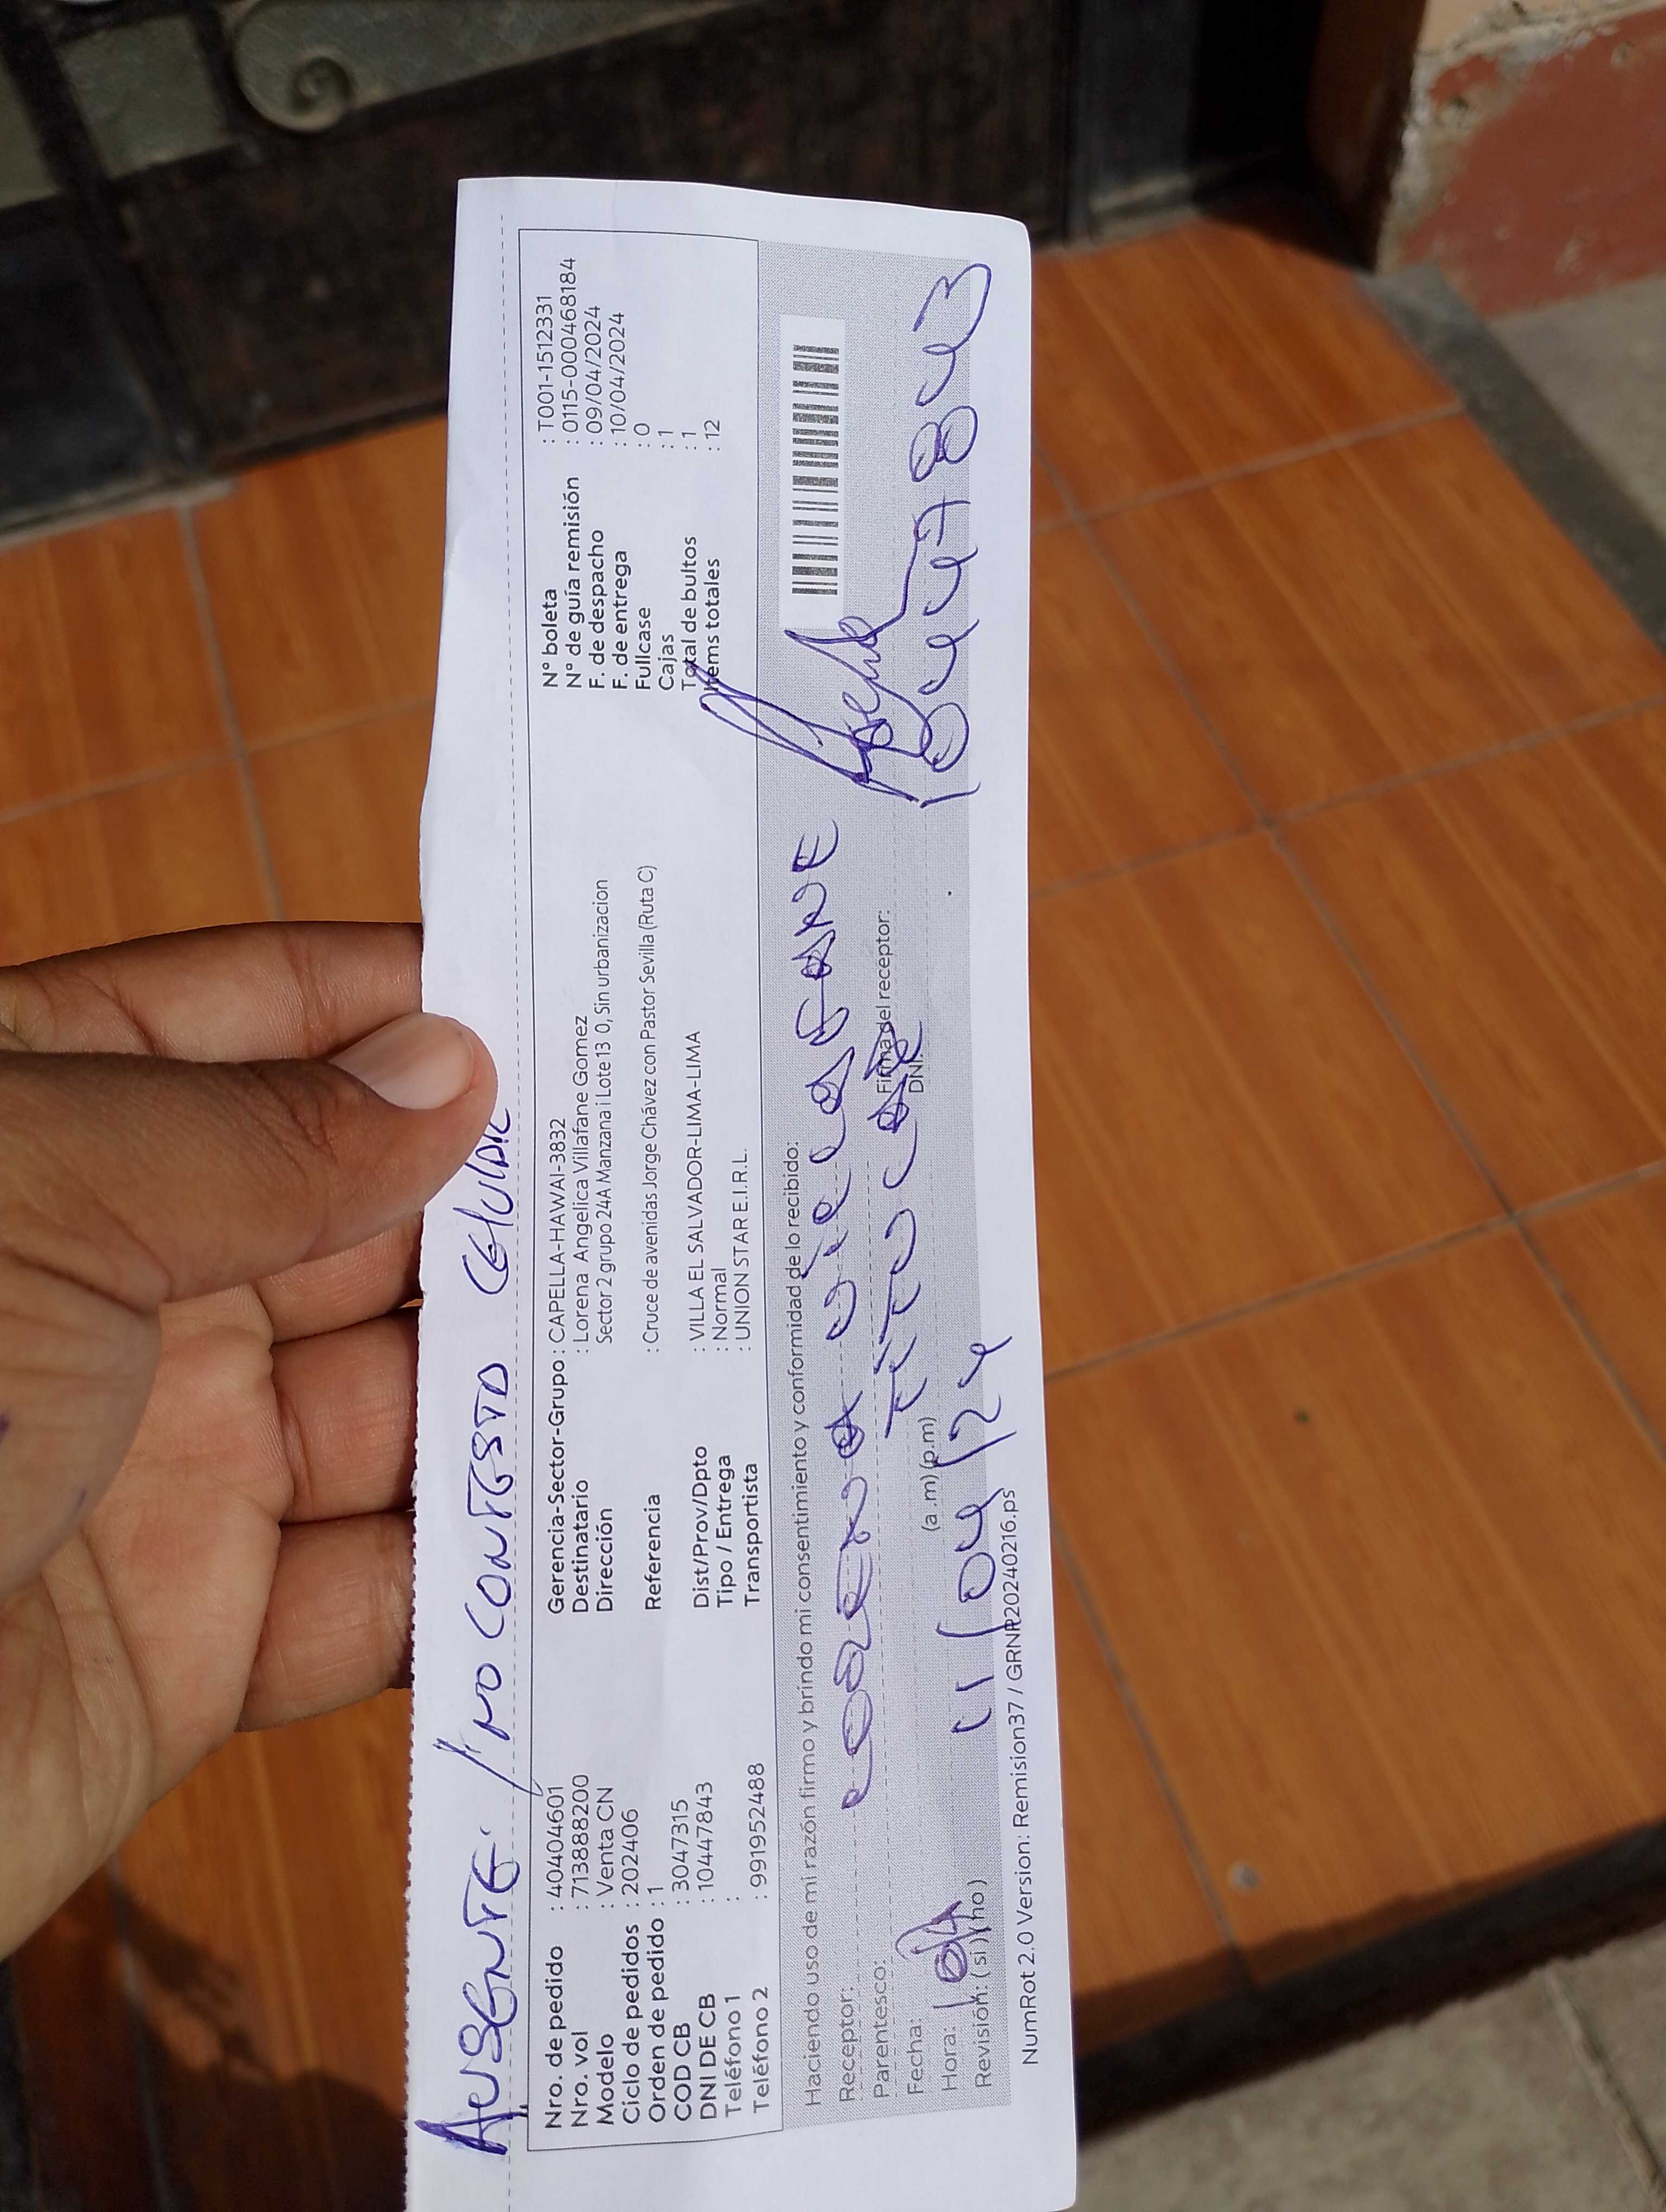 AUSENTE. / NO CONTESTO CELULAR
Nro. de pedido : 40404601
Nro. vol : 713888200
Modelo : Venta CN
Ciclo de pedidos : 202406
Orden de pedido : 1
COD CB : 3047315
DNI DE CB : 10447843
Teléfono 1 :
Teléfono 2 : 991952488
Gerencia-Sector-Grupo : CAPELLA-HAWAI-3832
Destinatario : Lorena Angelica Villafane Gomez
Dirección Sector 2 grupo 24A Manzana i Lote 13 0, Sin urbanizacion
Referencia : Cruce de avenidas Jorge Chávez con Pastor Sevilla (Ruta C)
Dist/Prov/Dpto : VILLA EL SALVADOR-LIMA-LIMA
Tipo / Entrega : Normal
Transportista : UNION STAR E.I.R.L.
N° boleta : T001-1512331
N° de guía remisión : 0115-000468184
F. de despacho : 09/04/2024
F. de entrega : 10/04/2024
Fullcase : 0
Cajas : 1
Total de bultos : 1
Items totales : 12
Haciendo uso de mi razón firmo y brindo mi consentimiento y conformidad de lo recibido:
Receptor: LORENA VILLAFANE
Parentesco: TITULAR
Firma del receptor:
Fecha: (a.m) (p.m) DNI: 10447843
Hora: 11/04/24
Revisión: (si) (no)
NumRot 2.0 Version: Remision37 / GRNR20240216.ps